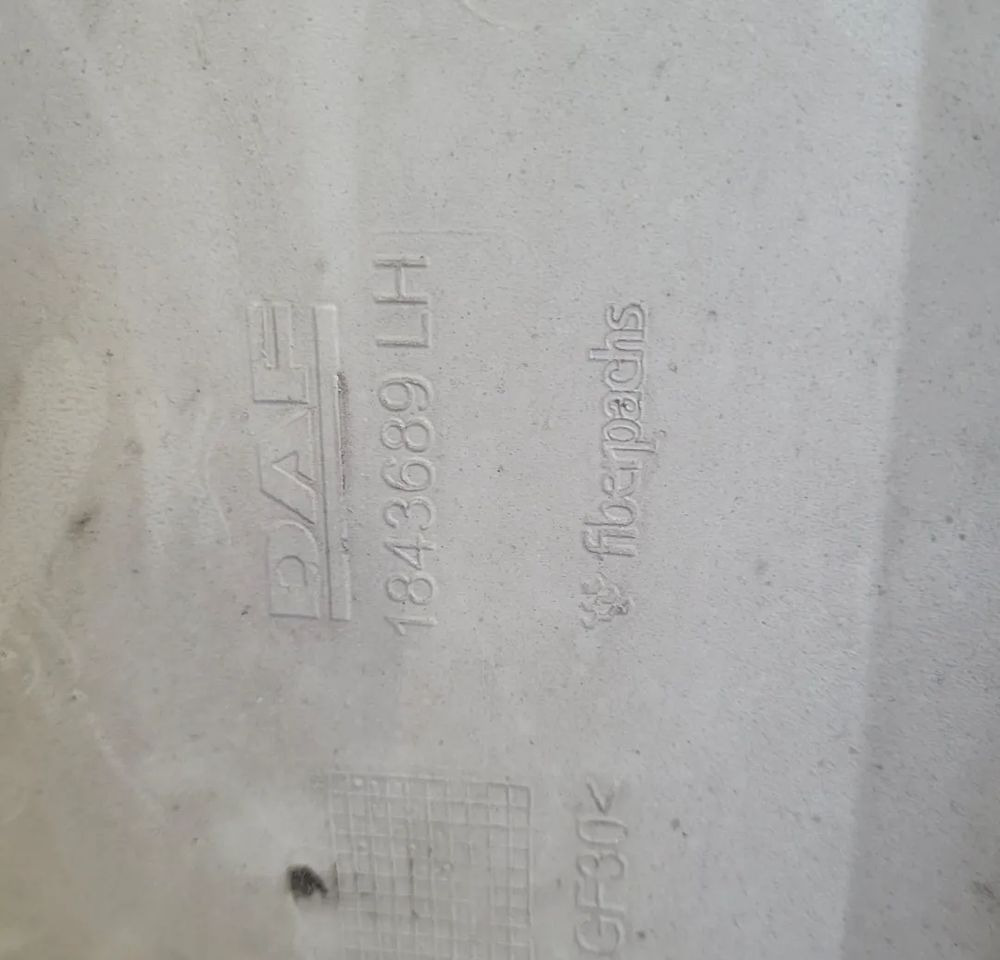 DAF
1843689 LH
fiberpachs
GF30<